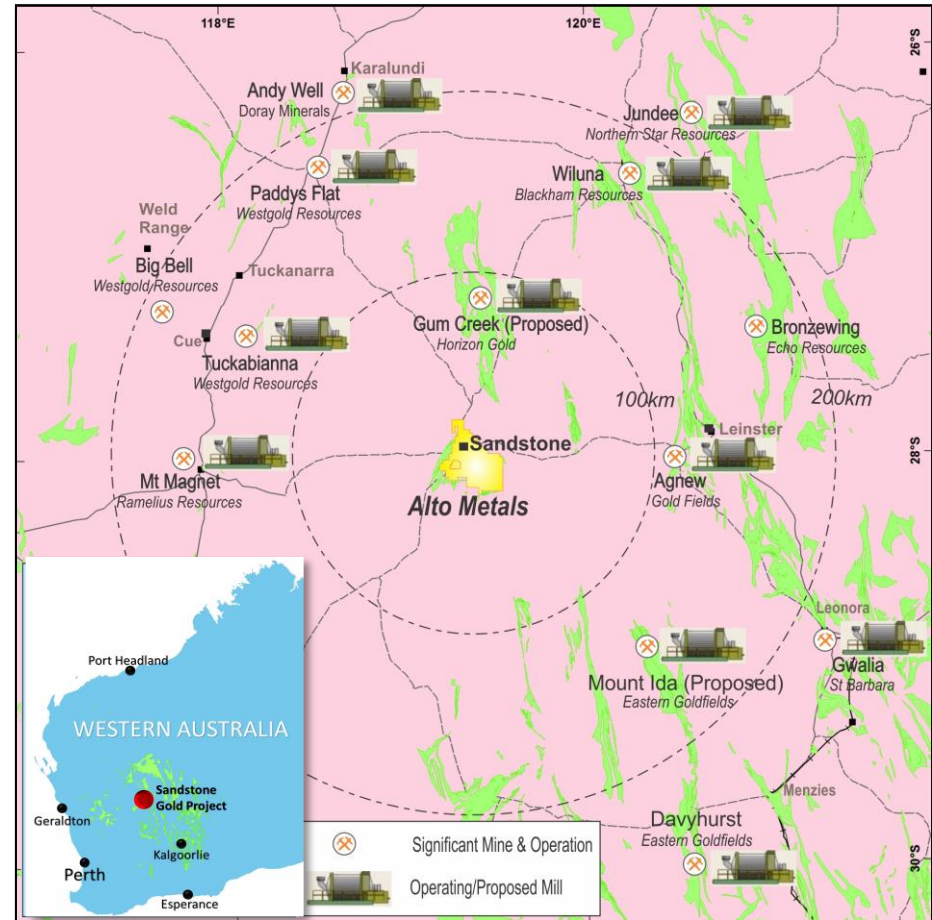 118°E
120°E
26°S
Karalundi
Andy Well
Doray Minerals
Jundee
Northern Star Resources
Paddys Flat
Westgold Resources
Wiluna
Blackham Resources
Weld
Range
Big Bell
Westgold Resources
Tuckanarra
Gum Creek (Proposed)
Horizon Gold
Bronzewing
Echo Resources
Cue
Tuckabianna
Westgold Resources
100km
200km
Leinster
Sandstone
28°S
Mt Magnet
Ramelius Resources
Agnew
Gold Fields
Alto Metals
Leonora
Gwalia
St Barbara
Mount Ida (Proposed)
Eastern Goldfields
Menzies
Davyhurst
Eastern Goldfields
30°S
Port Headland
WESTERN AUSTRALIA
Sandstone
Gold Project
Geraldton
Kalgoorlie
Perth
Esperance
Significant Mine & Operation
Operating/Proposed Mill